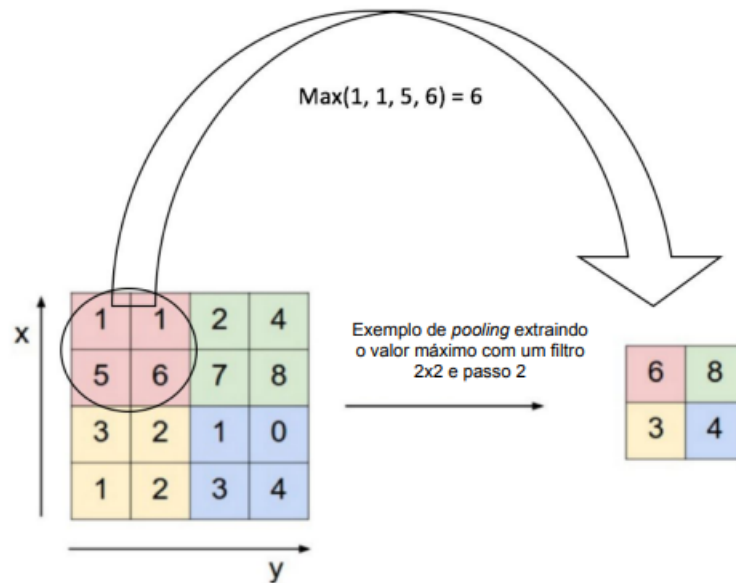 Max(1, 1, 5, 6) = 6
x
1 1 2 4
5 6 7 8
3 2 1 0
1 2 3 4
y
Exemplo de pooling extraindo
o valor máximo com um filtro
2x2 e passo 2
6 8
3 4